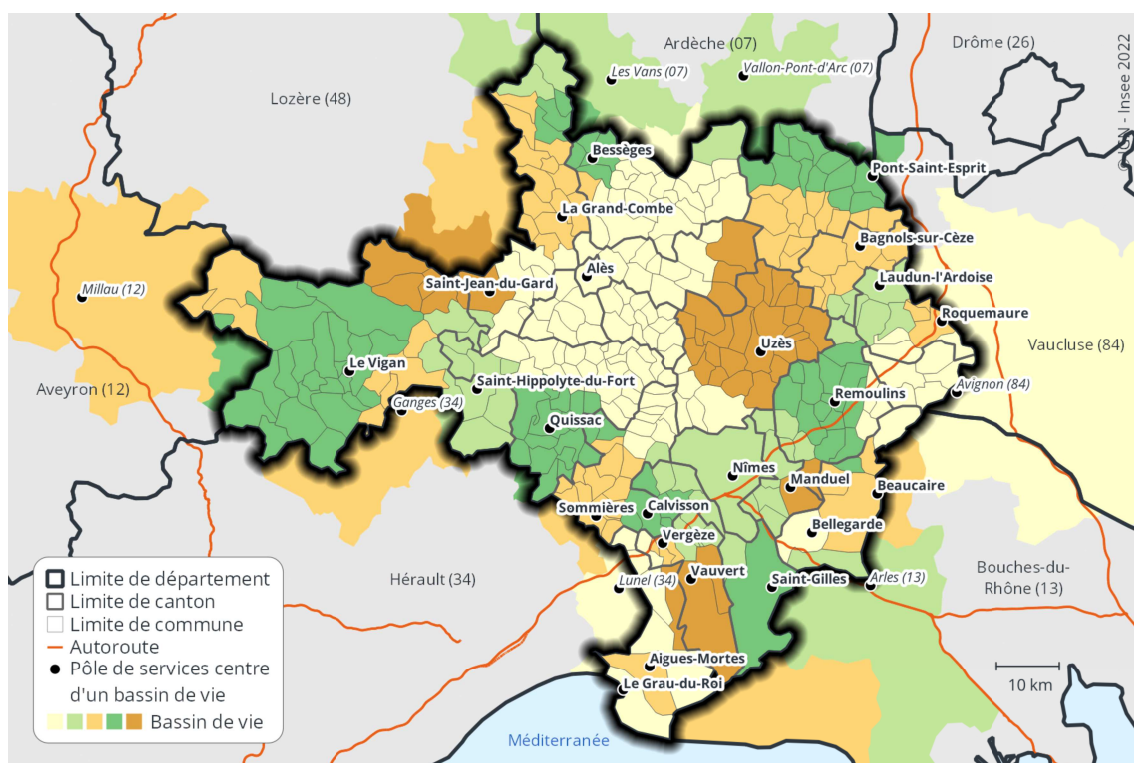 Ardèche (07)
Drôme (26)
© IGN - Insee 2022
Les Vans (07)
Vallon-Pont-d'Arc (07)
Lozère (48)
Bessèges
Pont-Saint-Esprit
La Grand-Combe
Bagnols-sur-Cèze
Alès
Laudun-l'Ardoise
Saint-Jean-du-Gard
Millau (12)
Roquemaure
Uzès
Vaucluse (84)
Le Vigan
Aveyron (12)
Saint-Hippolyte-du-Fort
Avignon (84)
Remoulins
Ganges (34)
Quissac
Nîmes
Manduel
Beaucaire
Sommières
Calvisson
Bellegarde
Vergèze
Vauvert
Saint-Gilles
Arles (13)
Bouches-du-
Rhône (13)
Hérault (34)
Lunel (34)
Limite de département
Limite de canton
Limite de commune
Autoroute
Pôle de services centre
d'un bassin de vie
Bassin de vie
Aigues-Mortes
Le Grau-du-Roi
10 km
Méditerranée